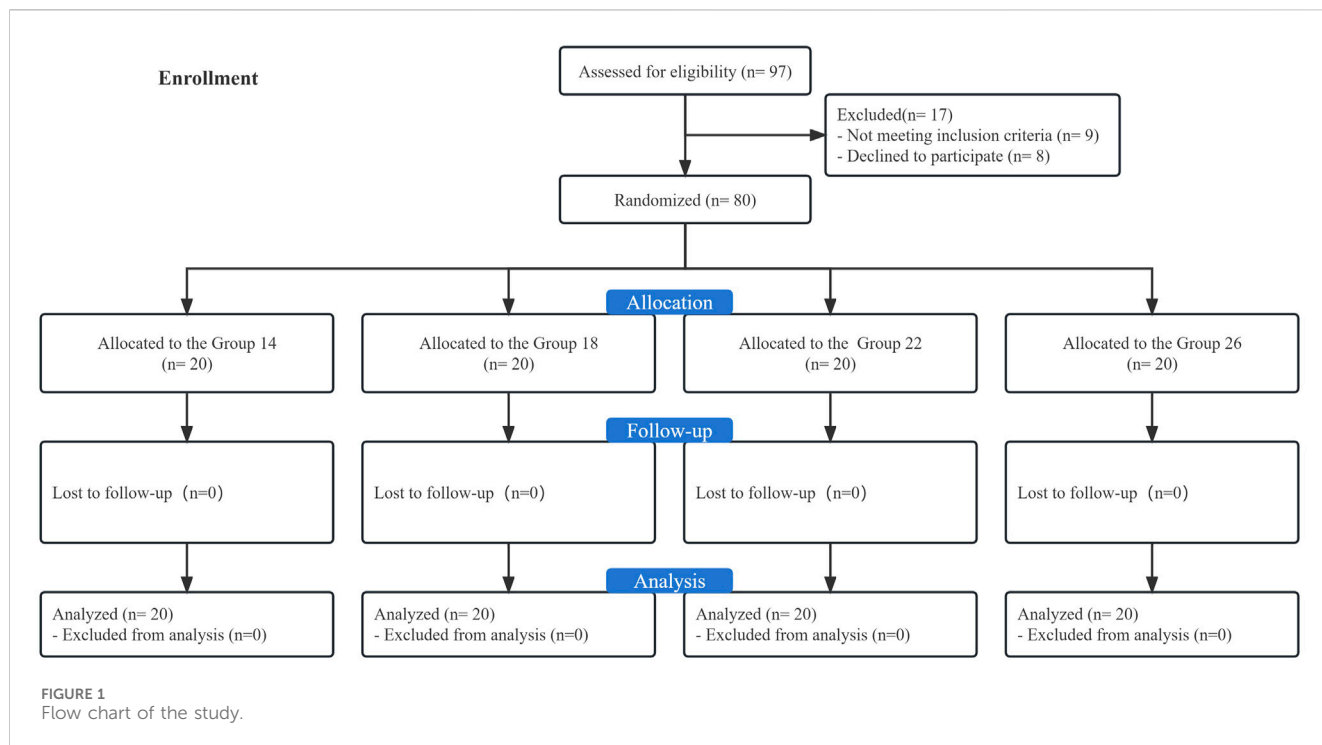 Enrollment
Assessed for eligibility (n= 97)
Excluded(n= 17)
- Not meeting inclusion criteria (n= 9)
- Declined to participate (n= 8)
Randomized (n= 80)
Allocation
Allocated to the Group 14
(n= 20)
Allocated to the Group 18
(n= 20)
Allocated to the Group 22
(n= 20)
Allocated to the Group 26
(n= 20)
Follow-up
Lost to follow-up (n=0)
Lost to follow-up (n=0)
Lost to follow-up (n=0)
Lost to follow-up (n=0)
Analysis
Analyzed (n= 20)
- Excluded from analysis (n=0)
Analyzed (n= 20)
- Excluded from analysis (n=0)
Analyzed (n= 20)
- Excluded from analysis (n=0)
Analyzed (n= 20)
- Excluded from analysis (n=0)
FIGURE 1
Flow chart of the study.